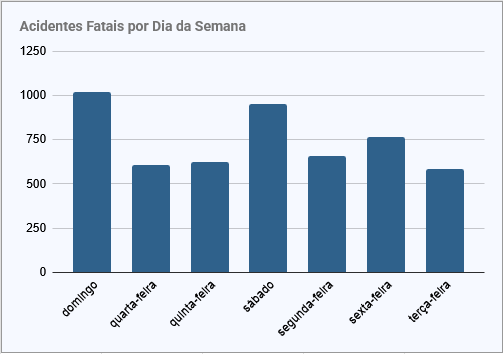 Acidentes Fatais por Dia da Semana
1250
1000
750
500
250
0
domingo
quarta-feira
quinta-feira
sábado
segunda-feira
sexta-feira
terça-feira